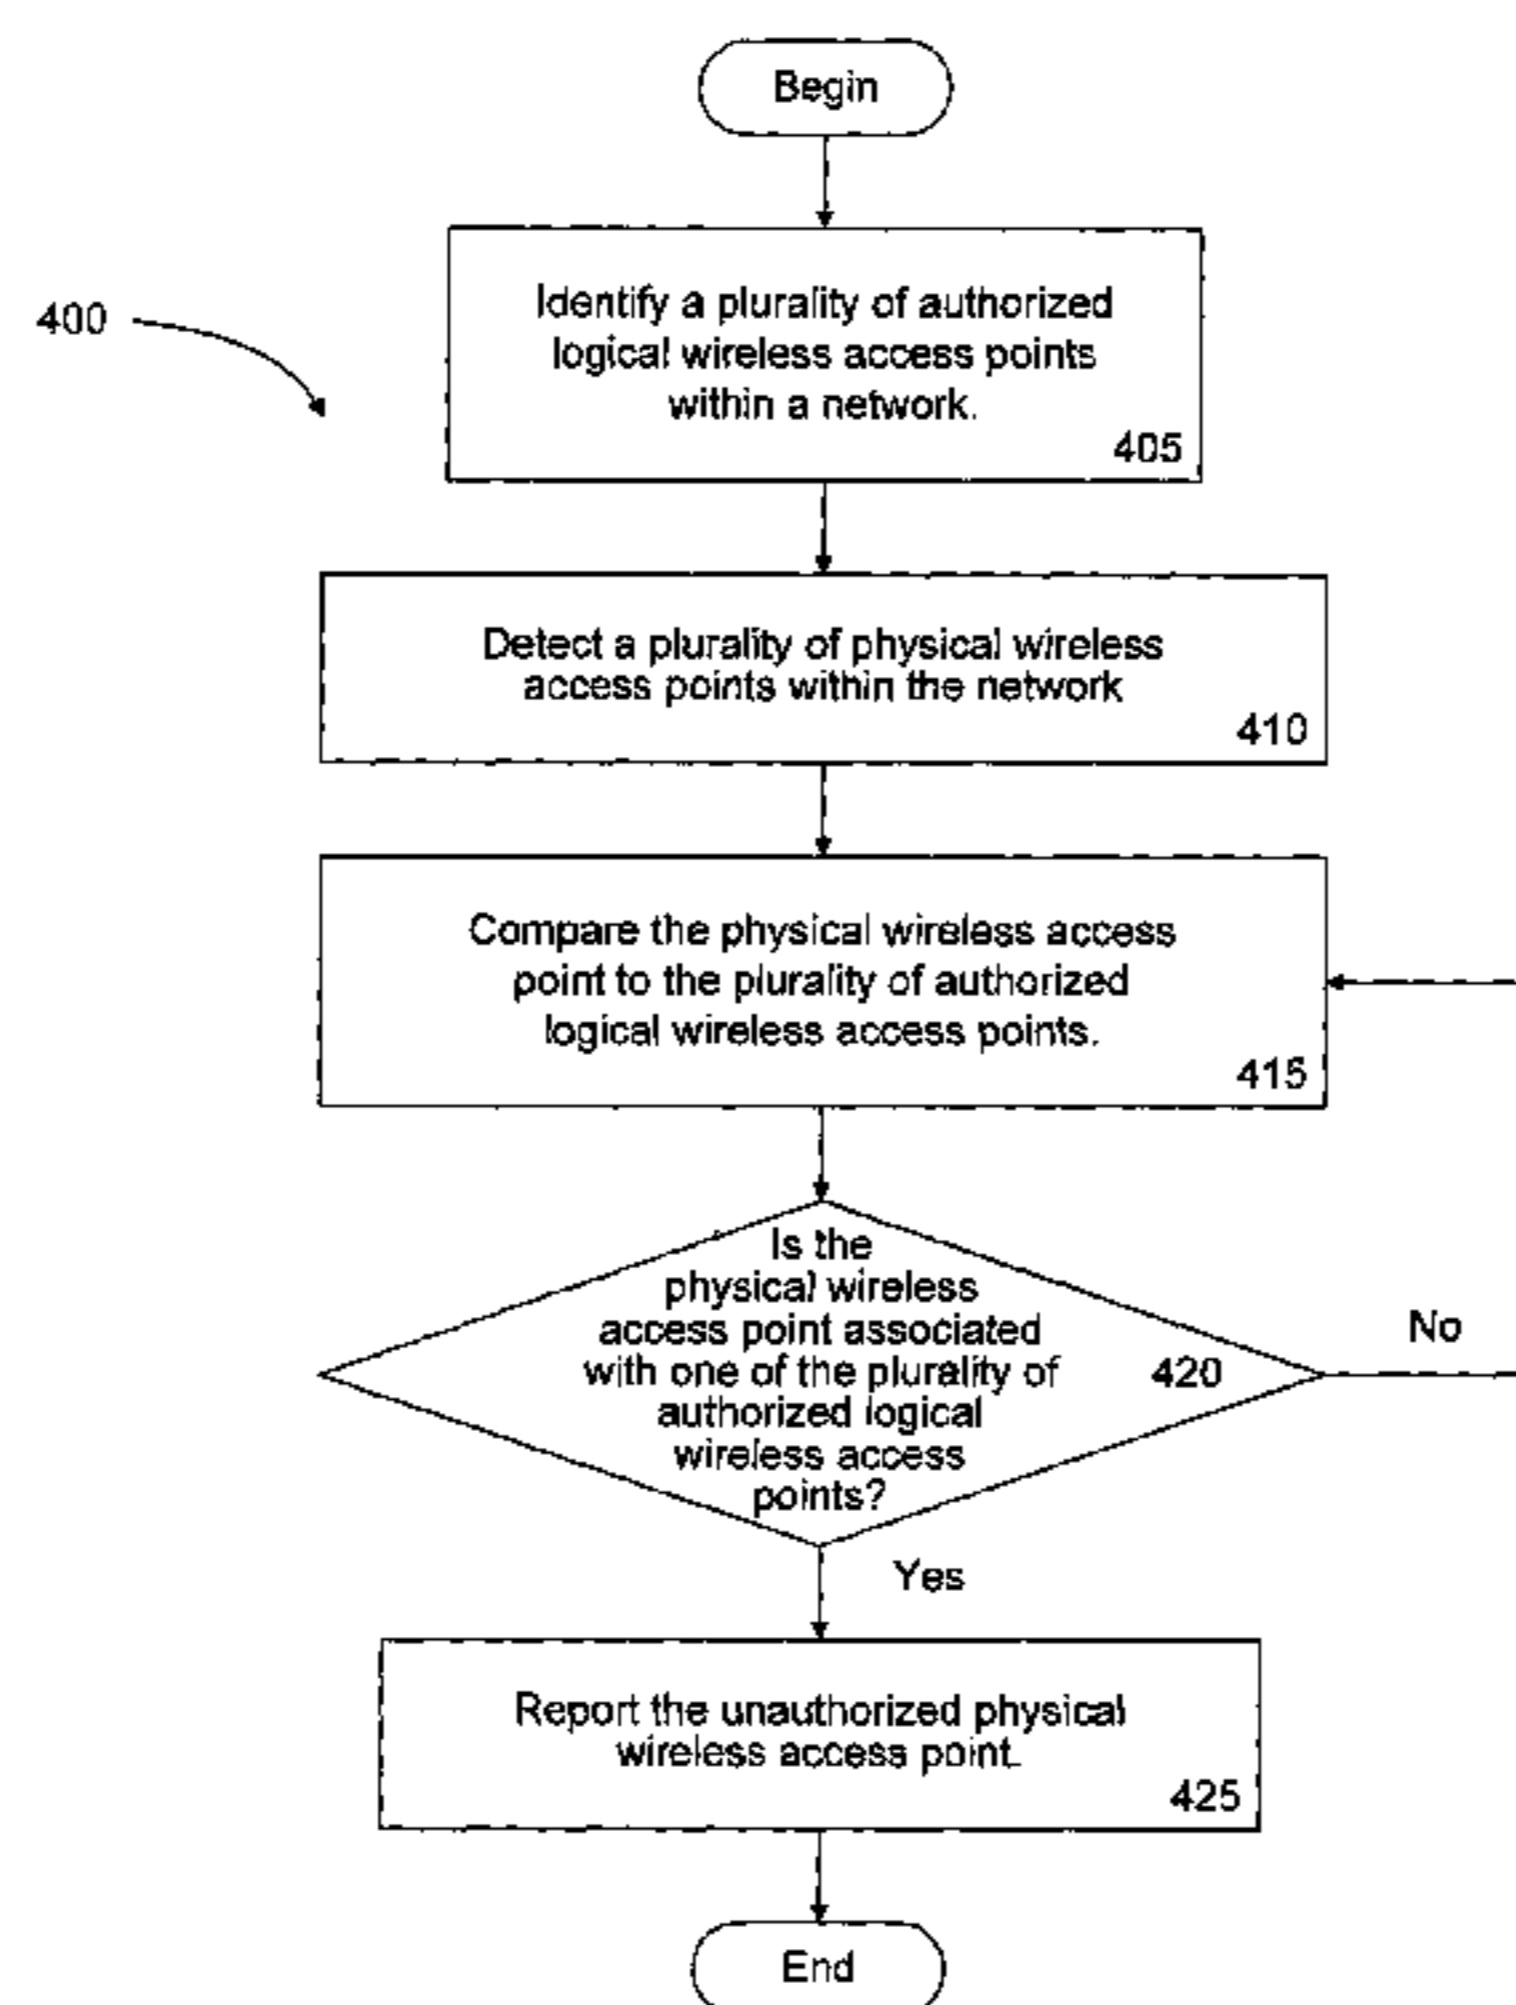 Begin
400
Identify a plurality of authorized
logical wireless access points
within a network.
405
Detect a plurality of physical wireless
access points within the network
410
Compare the physical wireless access
point to the plurality of authorized
logical wireless access points.
415
Is the
physical wireless
access point associated
with one of the plurality of
authorized logical
wireless access
points?
420
No
Yes
Report the unauthorized physical
wireless access point.
425
End